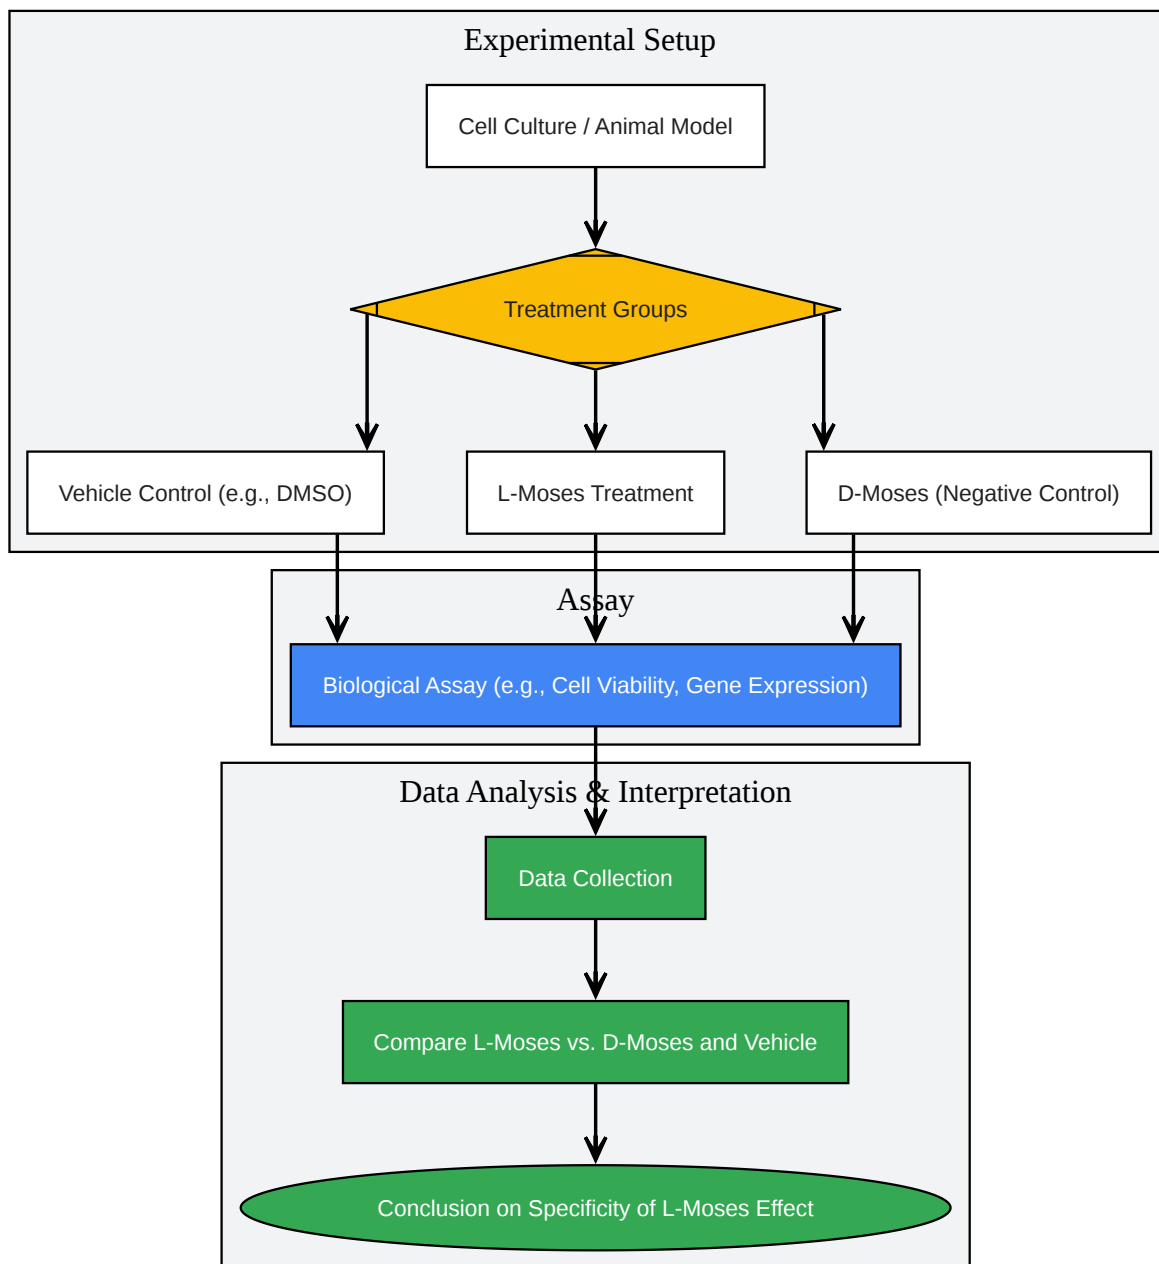 Experimental Setup
Cell Culture / Animal Model
Treatment Groups
Vehicle Control (e.g., DMSO)
L-Moses Treatment
D-Moses (Negative Control)
Assay
Biological Assay (e.g., Cell Viability, Gene Expression)
Data Analysis & Interpretation
Data Collection
Compare L-Moses vs. D-Moses and Vehicle
Conclusion on Specificity of L-Moses Effect